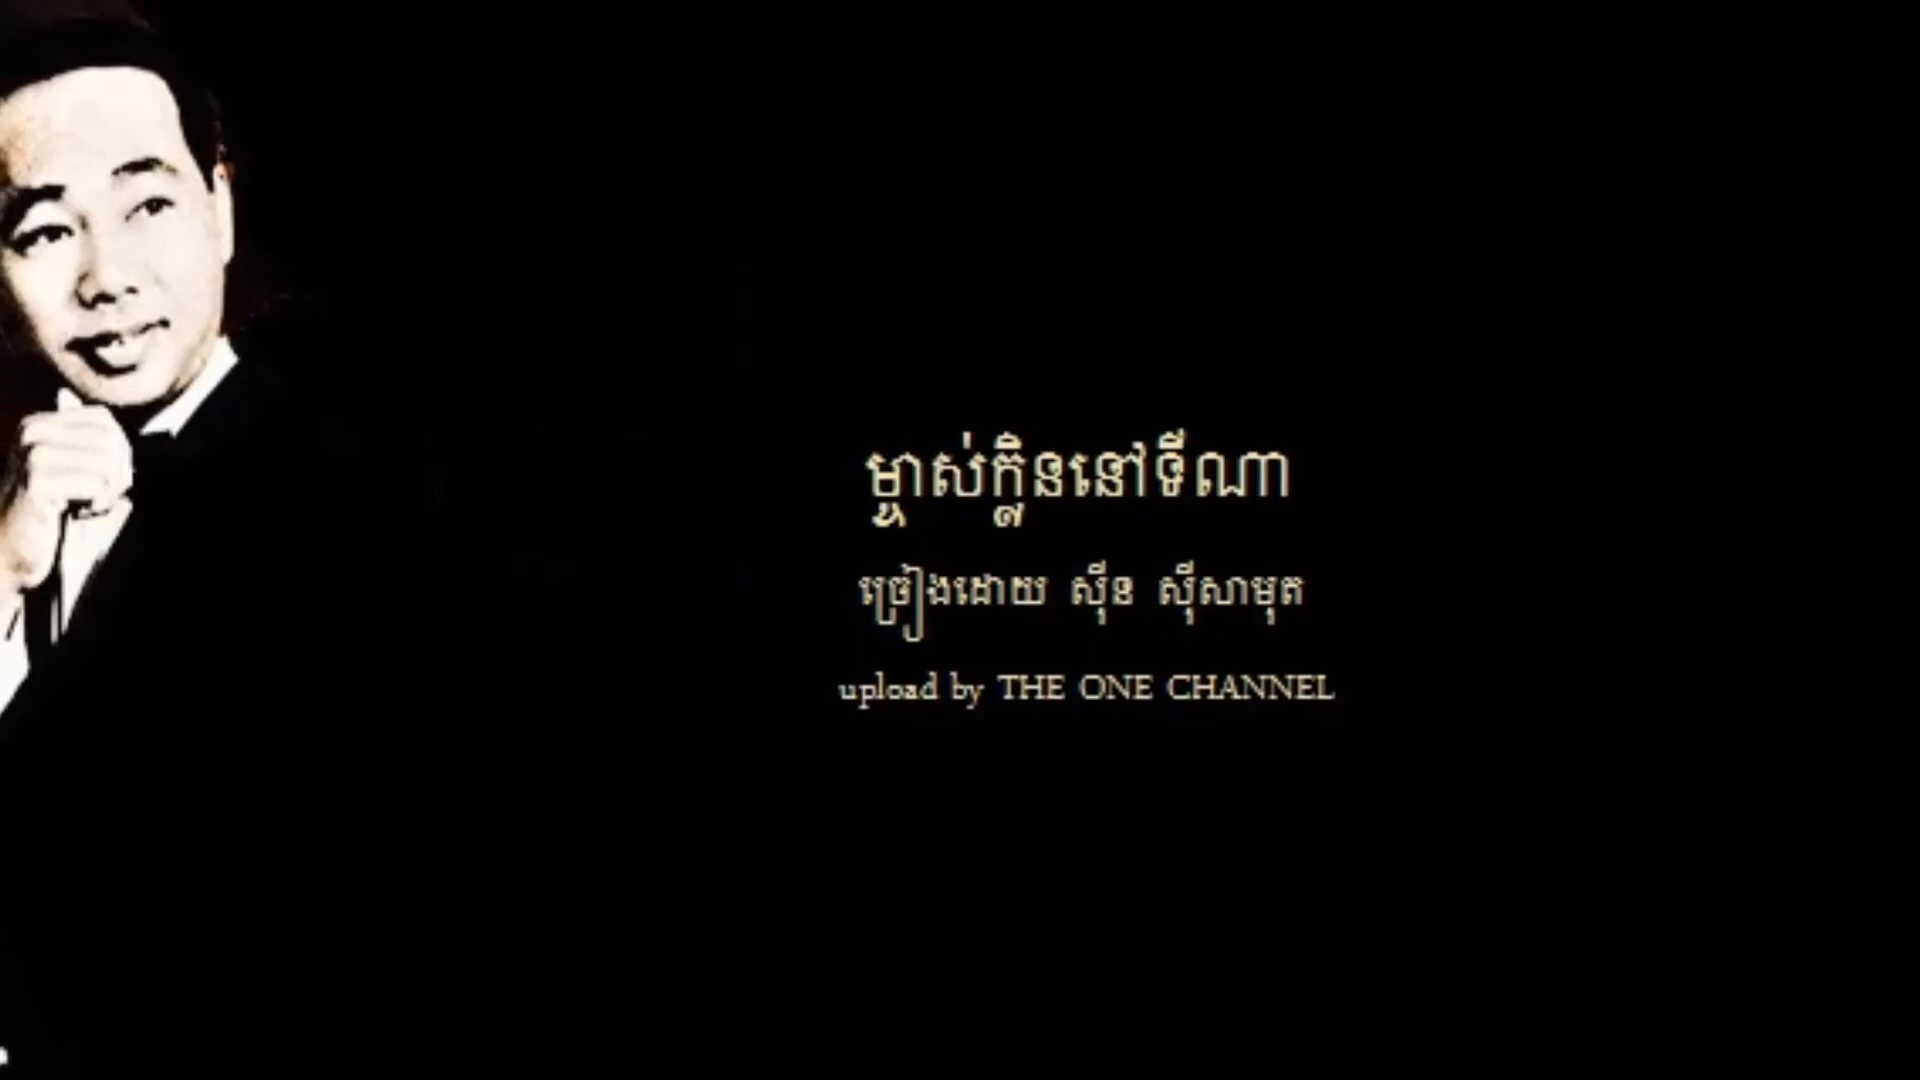 ម្ចាស់ក្លិននៅទីណា
ច្រៀងដោយ ស៊ីន ស៊ីសាមុត
upload by THE ONE CHANNEL